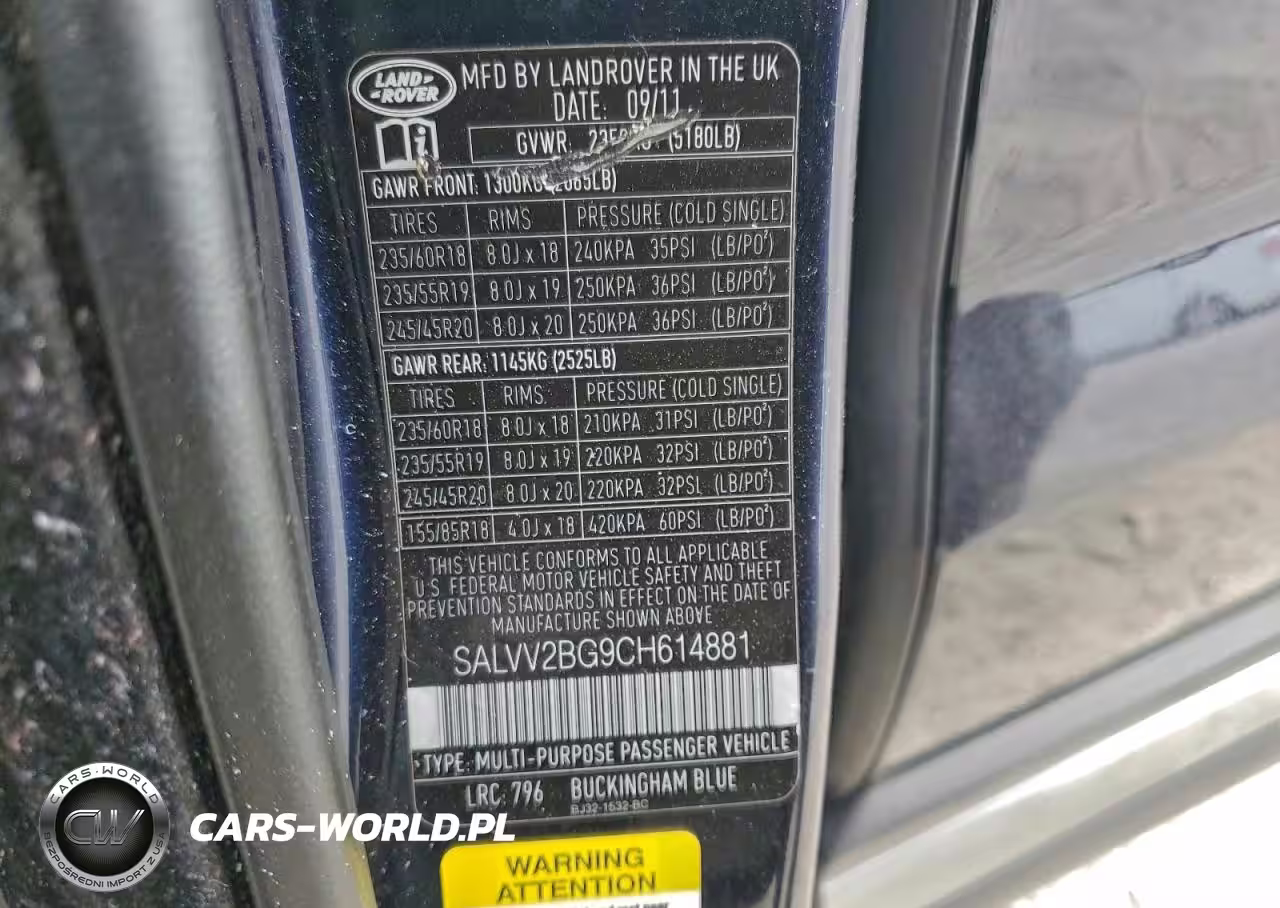 LAND-
-ROVER
MFD BY LANDROVER IN THE UK
DATE: 09/11
i
GVWR: (5180LB)
GAWR FRONT:
TIRES RIMS PRESSURE (COLD SINGLE)
235/60R18 8.0J x 18 240KPA 35PSI (LB/PO²)
235/55R19 8.0J x 19 250KPA 36PSI (LB/PO²)
245/45R20 8.0J x 20 250KPA 36PSI (LB/PO²)
GAWR REAR: 1145KG (2525LB)
TIRES RIMS PRESSURE (COLD SINGLE)
235/60R18 8.0J x 18 210KPA 31PSI (LB/PO²)
235/55R19 8.0J x 19 220KPA 32PSI (LB/PO²)
245/45R20 8.0J x 20 220KPA 32PSI (LB/PO²)
155/85R18 4.0J x 18 420KPA 60PSI (LB/PO²)
THIS VEHICLE CONFORMS TO ALL APPLICABLE
U.S. FEDERAL MOTOR VEHICLE SAFETY AND THEFT
PREVENTION STANDARDS IN EFFECT ON THE DATE OF
MANUFACTURE SHOWN ABOVE
SALVV2BG9CH614881
TYPE: MULTI-PURPOSE PASSENGER VEHICLE
LRC: 796 BUCKINGHAM BLUE
BJ32-1532-BC
CARS-WORLD
CW
BEZPOŚREDNI IMPORT Z USA
CARS-WORLD.PL
WARNING
ATTENTION